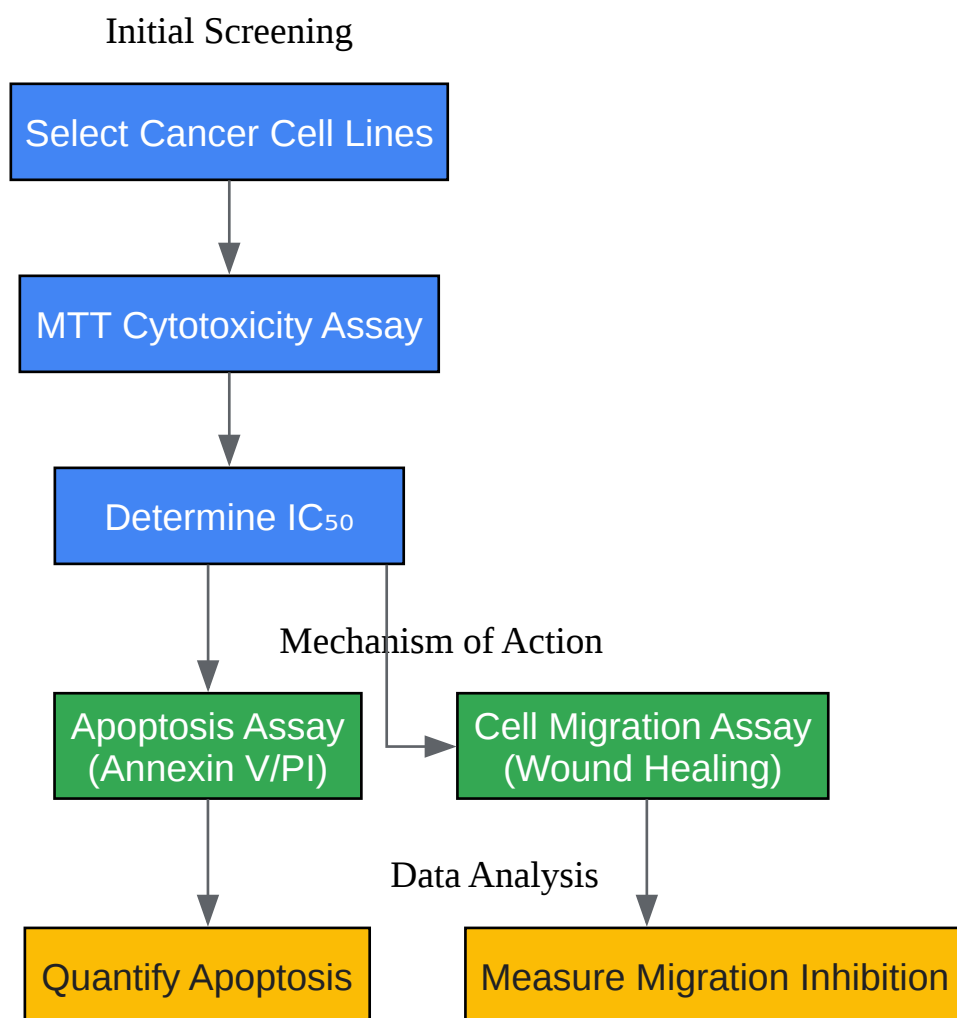 Initial Screening
Select Cancer Cell Lines
MTT Cytotoxicity Assay
Determine IC₅₀
Mechanism of Action
Apoptosis Assay
(Annexin V/PI)
Cell Migration Assay
(Wound Healing)
Data Analysis
Quantify Apoptosis
Measure Migration Inhibition